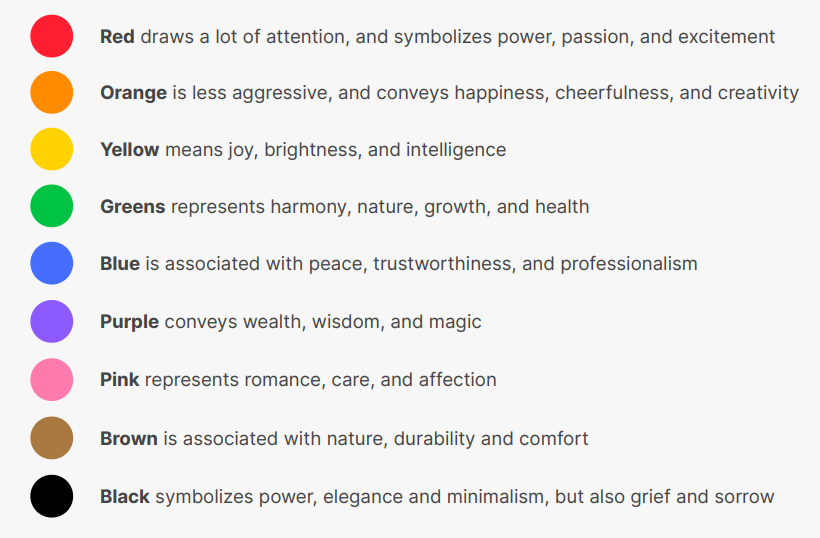 Red draws a lot of attention, and symbolizes power, passion, and excitement
Orange is less aggressive, and conveys happiness, cheerfulness, and creativity
Yellow means joy, brightness, and intelligence
Greens represents harmony, nature, growth, and health
Blue is associated with peace, trustworthiness, and professionalism
Purple conveys wealth, wisdom, and magic
Pink represents romance, care, and affection
Brown is associated with nature, durability and comfort
Black symbolizes power, elegance and minimalism, but also grief and sorrow